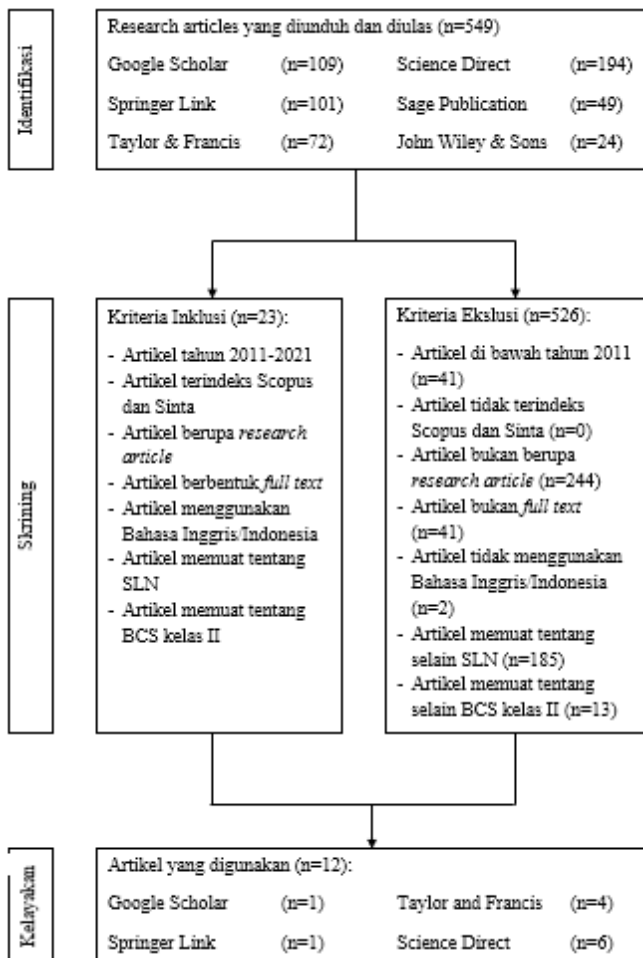 Identifikasi
Research articles yang diunduh dan diulas (n=549)
Google Scholar (n=109) Science Direct (n=194)
Springer Link (n=101) Sage Publication (n=49)
Taylor & Francis (n=72) John Wiley & Sons (n=24)
Skrining
Kriteria Inklusi (n=23):
- Artikel tahun 2011-2021
- Artikel terindeks Scopus
dan Sinta
- Artikel berupa research
article
- Artikel berbentuk full text
- Artikel menggunakan
Bahasa Inggris/Indonesia
- Artikel memuat tentang
SLN
- Artikel memuat tentang
BCS kelas II
Kriteria Ekslusi (n=526):
- Artikel di bawah tahun 2011
(n=41)
- Artikel tidak terindeks
Scopus dan Sinta (n=0)
- Artikel bukan berupa
research article (n=244)
- Artikel bukan full text
(n=41)
- Artikel tidak menggunakan
Bahasa Inggris/Indonesia
(n=2)
- Artikel memuat tentang
selain SLN (n=185)
- Artikel memuat tentang
selain BCS kelas II (n=13)
Kelayakan
Artikel yang digunakan (n=12):
Google Scholar (n=1) Taylor and Francis (n=4)
Springer Link (n=1) Science Direct (n=6)